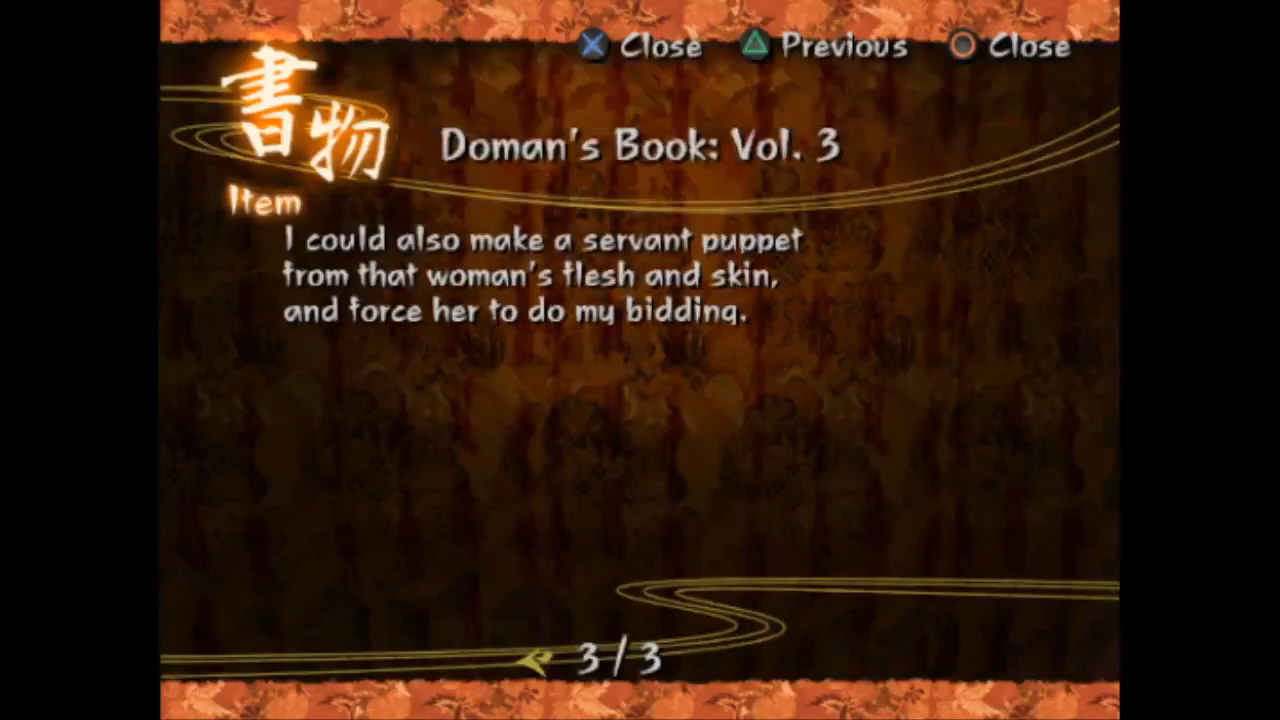 Close Previous Close
書物
Item
Doman's Book: Vol. 3
I could also make a servant puppet
from that woman's flesh and skin,
and force her to do my bidding.
3/3